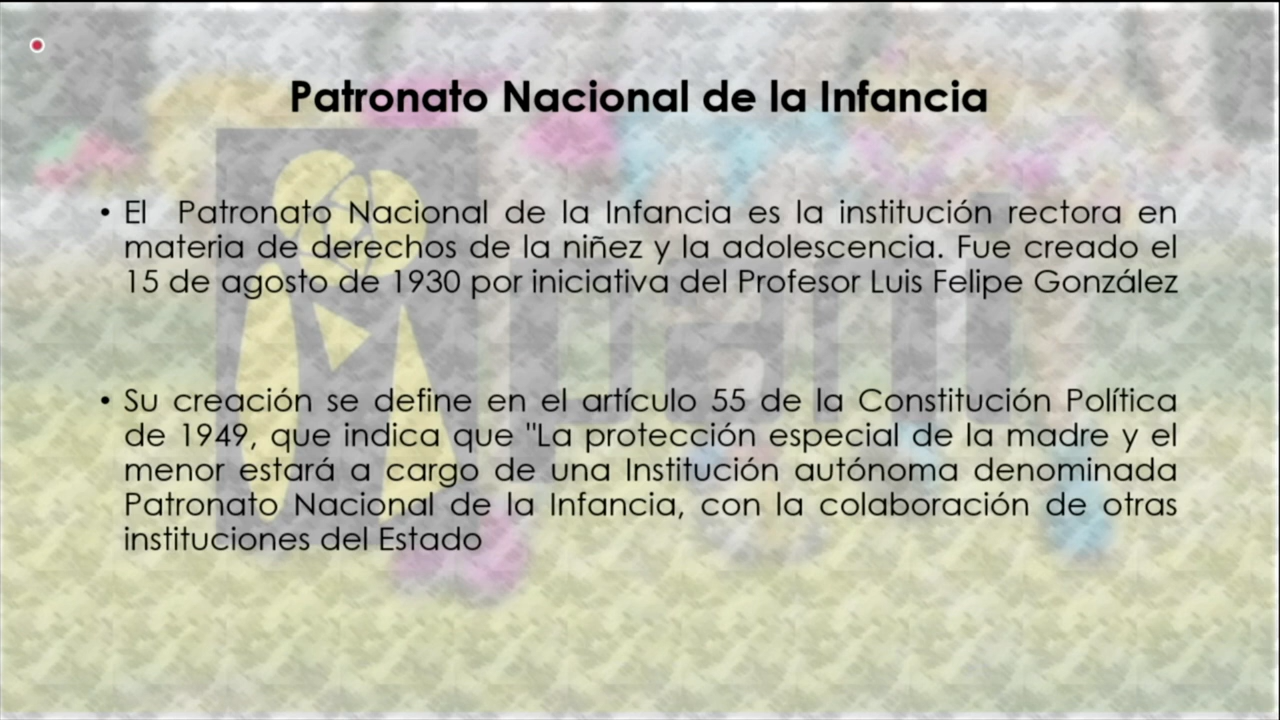 Patronato Nacional de la Infancia
• El Patronato Nacional de la Infancia es la institución rectora en
materia de derechos de la niñez y la adolescencia. Fue creado el
15 de agosto de 1930 por iniciativa del Profesor Luis Felipe González
• Su creación se define en el artículo 55 de la Constitución Política
de 1949, que indica que "La protección especial de la madre y el
menor estará a cargo de una Institución autónoma denominada
Patronato Nacional de la Infancia, con la colaboración de otras
instituciones del Estado
pani